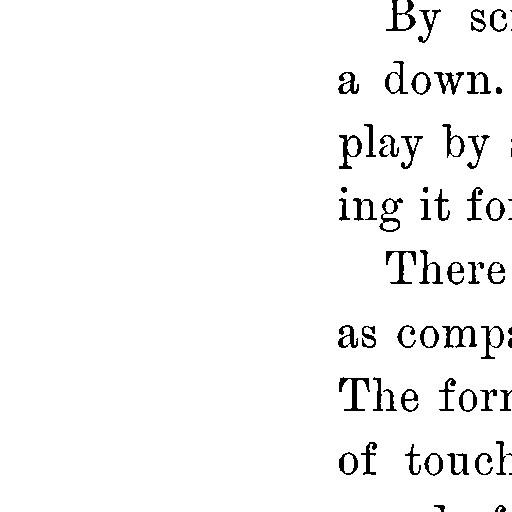 By sc
a down.
play by
ing it fo
There
as comp
The for
of touch